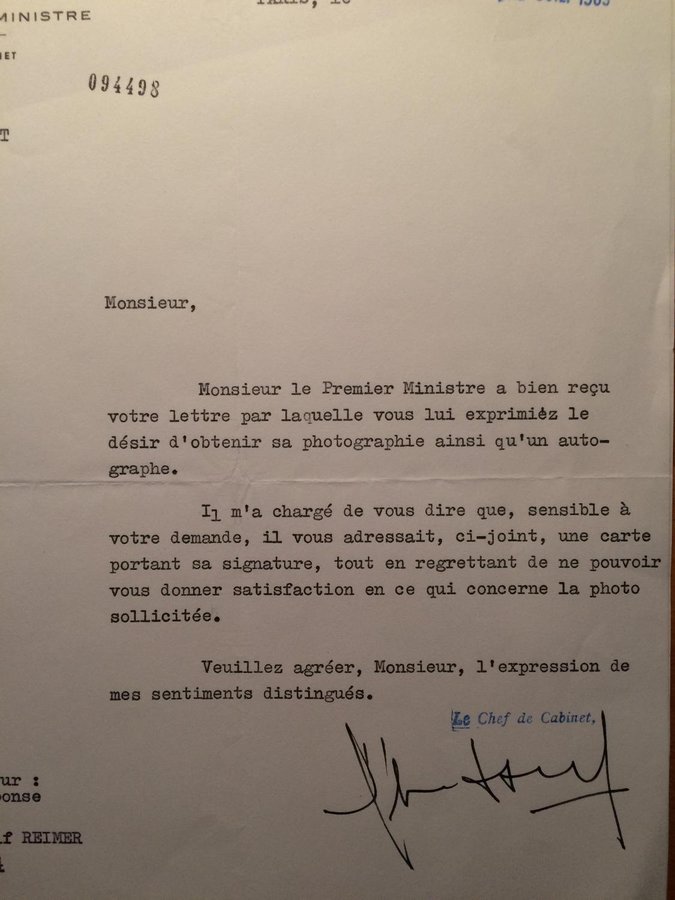 MINISTRE
PARIS, le
1965
094498
Monsieur,
Monsieur le Premier Ministre a bien reçu
votre lettre par laquelle vous lui exprimiéz le
désir d'obtenir sa photographie ainsi qu'un auto-
graphe.
Il m'a chargé de vous dire que, sensible à
votre demande, il vous adressait, ci-joint, une carte
portant sa signature, tout en regrettant de ne pouvoir
vous donner satisfaction en ce qui concerne la photo
sollicitée.
Veuillez agréer, Monsieur, l'expression de
mes sentiments distingués.
Le Chef de Cabinet,
ur :
onse
f REIMER